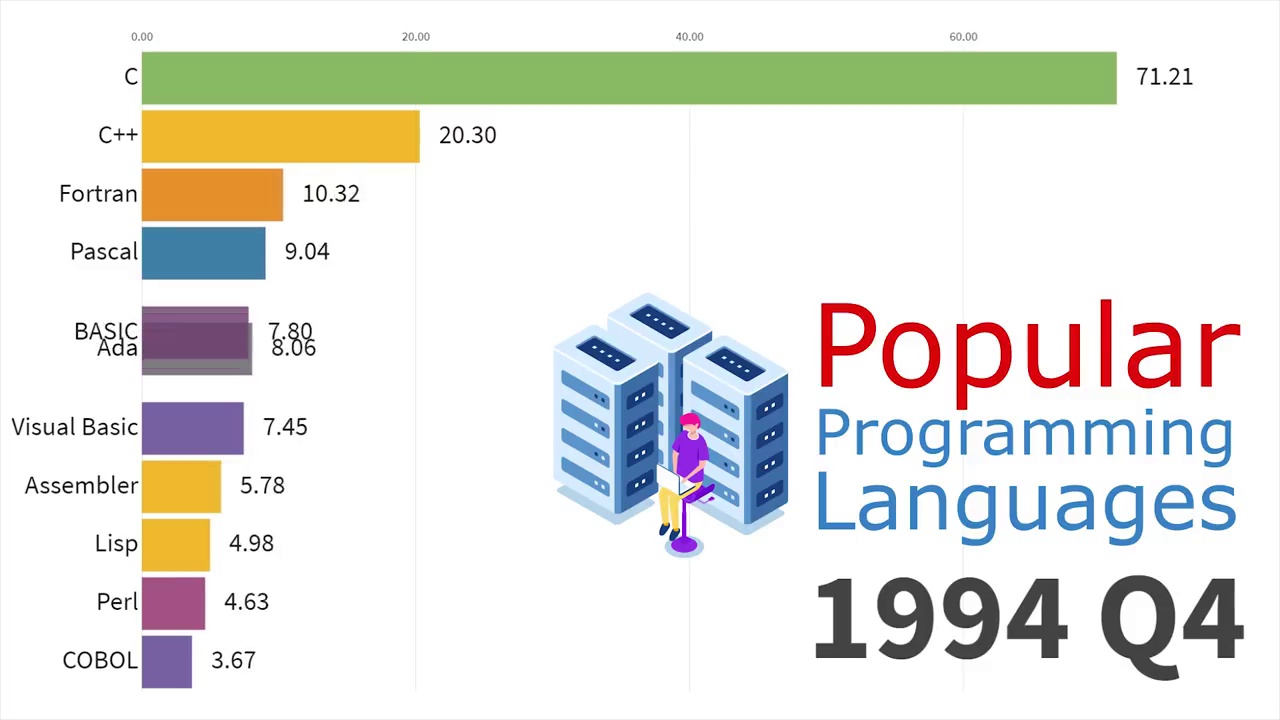 0.00 20.00 40.00 60.00
C 71.21
C++ 20.30
Fortran 10.32
Pascal 9.04
BASIC 7.80
Ada 8.06
Visual Basic 7.45
Assembler 5.78
Lisp 4.98
Perl 4.63
COBOL 3.67
Popular
Programming
Languages
1994 Q4